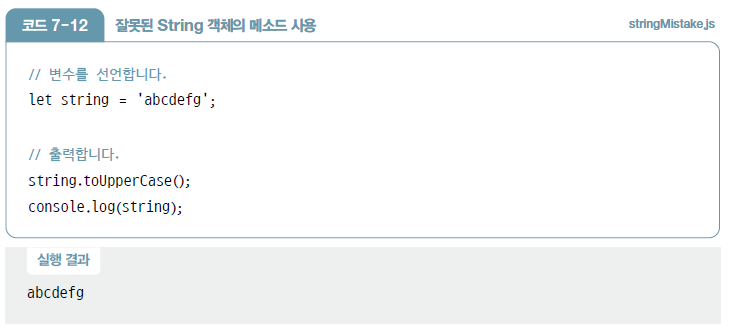 코드 7-12 잘못된 String 객체의 메소드 사용 stringMistake.js
// 변수를 선언합니다.
let string = 'abcdefg';
// 출력합니다.
string.toUpperCase();
console.log(string);
실행 결과
abcdefg